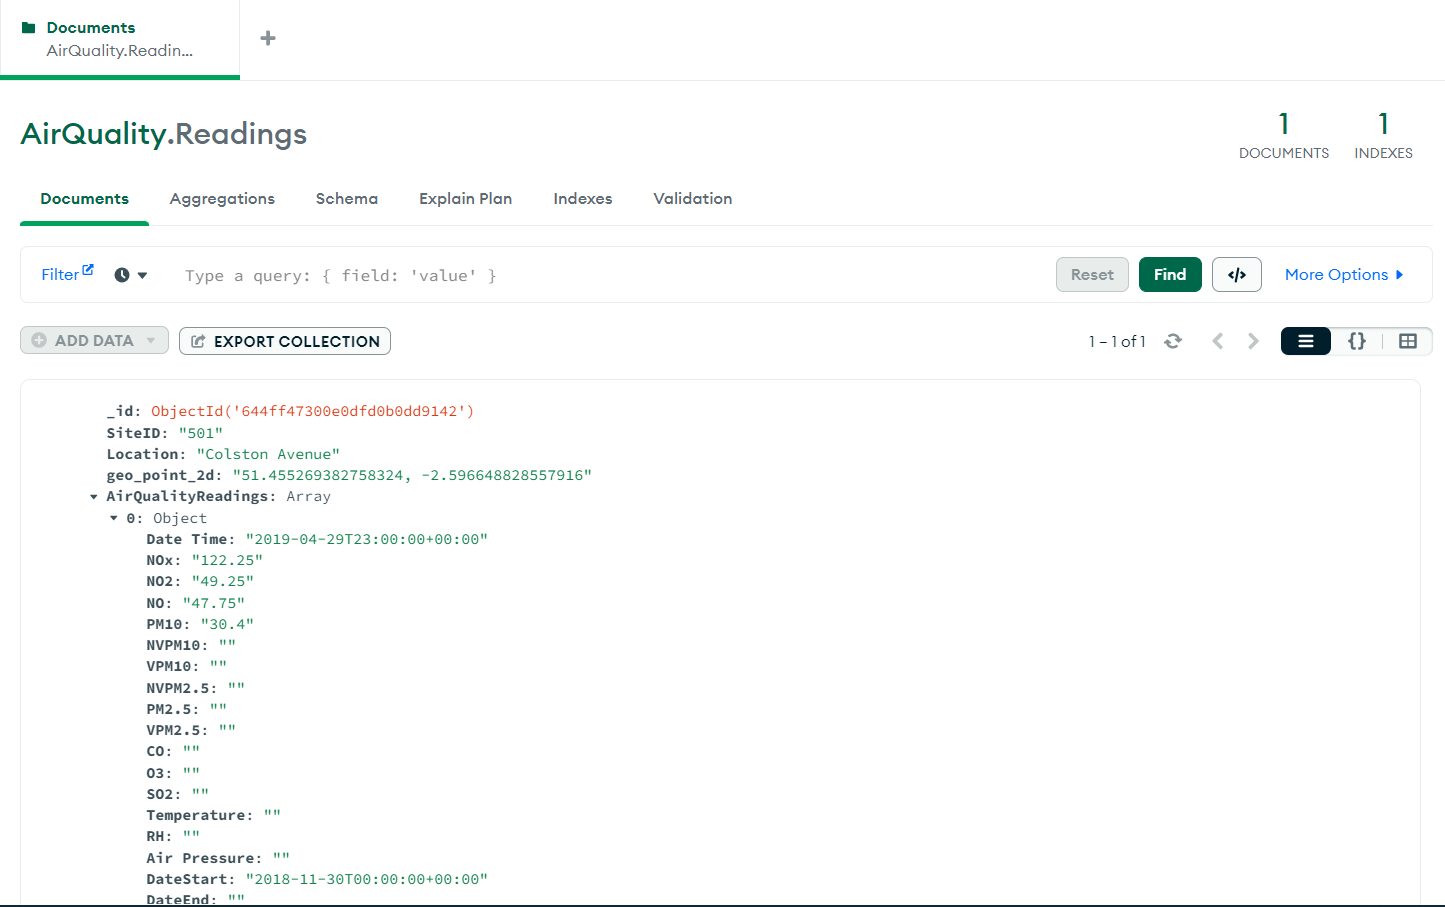 Documents
AirQuality.Readin...
AirQuality.Readings
1
DOCUMENTS
1
INDEXES
Documents Aggregations Schema Explain Plan Indexes Validation
Filter Type a query: { field: 'value' } Reset Find </> More Options
ADD DATA EXPORT COLLECTION 1 – 1 of 1 {}
_id: ObjectId('644ff47300e0dfd0b0dd9142')
SiteID: "501"
Location: "Colston Avenue"
geo_point_2d: "51.455269382758324, -2.596648828557916"
AirQualityReadings: Array
0: Object
Date Time: "2019-04-29T23:00:00+00:00"
NOx: "122.25"
NO2: "49.25"
NO: "47.75"
PM10: "30.4"
NVPM10: ""
VPM10: ""
NVPM2.5: ""
PM2.5: ""
VPM2.5: ""
CO: ""
O3: ""
SO2: ""
Temperature: ""
RH: ""
Air Pressure: ""
DateStart: "2018-11-30T00:00:00+00:00"
DateEnd: ""